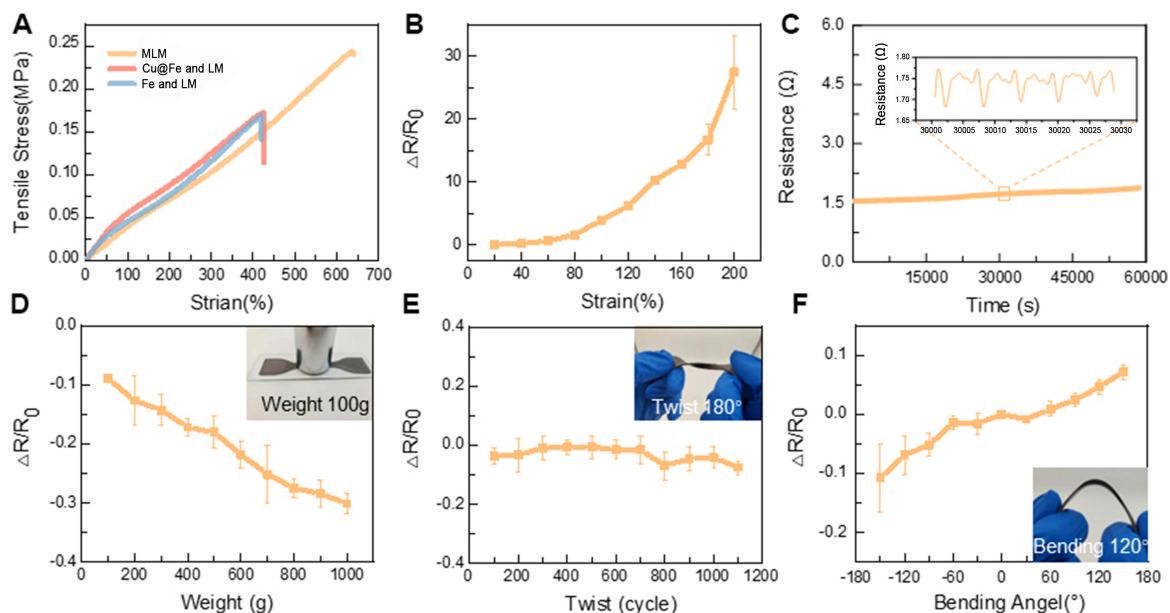 A
Tensile Stress(MPa)
0.25
0.20
0.15
0.10
0.05
0.00
MLM
Cu@Fe and LM
Fe and LM
0 100 200 300 400 500 600 700
Strian(%)
B
△R/R0
30
20
10
0
0 40 80 120 160 200
Strain(%)
C
Resistance (Ω)
6.0
4.5
3.0
1.5
0.0
Resistance (Ω)
1.80
1.75
1.70
1.65
30000 30005 30010 30015 30020 30025 30030
15000 30000 45000 60000
Time (s)
D
△R/R0
0.0
-0.1
-0.2
-0.3
-0.4
Weight 100g
0 200 400 600 800 1000
Weight (g)
E
△R/R0
0.4
0.2
0.0
-0.2
-0.4
Twist 180°
0 200 400 600 800 1000 1200
Twist (cycle)
F
△R/R0
0.1
0.0
-0.1
-0.2
Bending 120°
-180 -120 -60 0 60 120 180
Bending Angel(°)